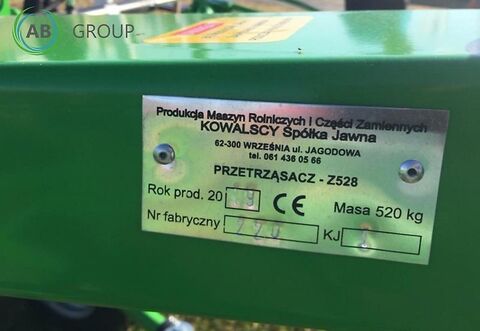 AB GROUP
Produkcja Maszyn Rolniczych i Części Zamiennych
KOWALSCY Spółka Jawna
62-300 WRZEŚNIA ul. JAGODOWA
tel. 061 436 05 66
PRZETRZĄSACZ - Z528
Rok prod. 20 CE Masa 520 kg
Nr fabryczny KJ